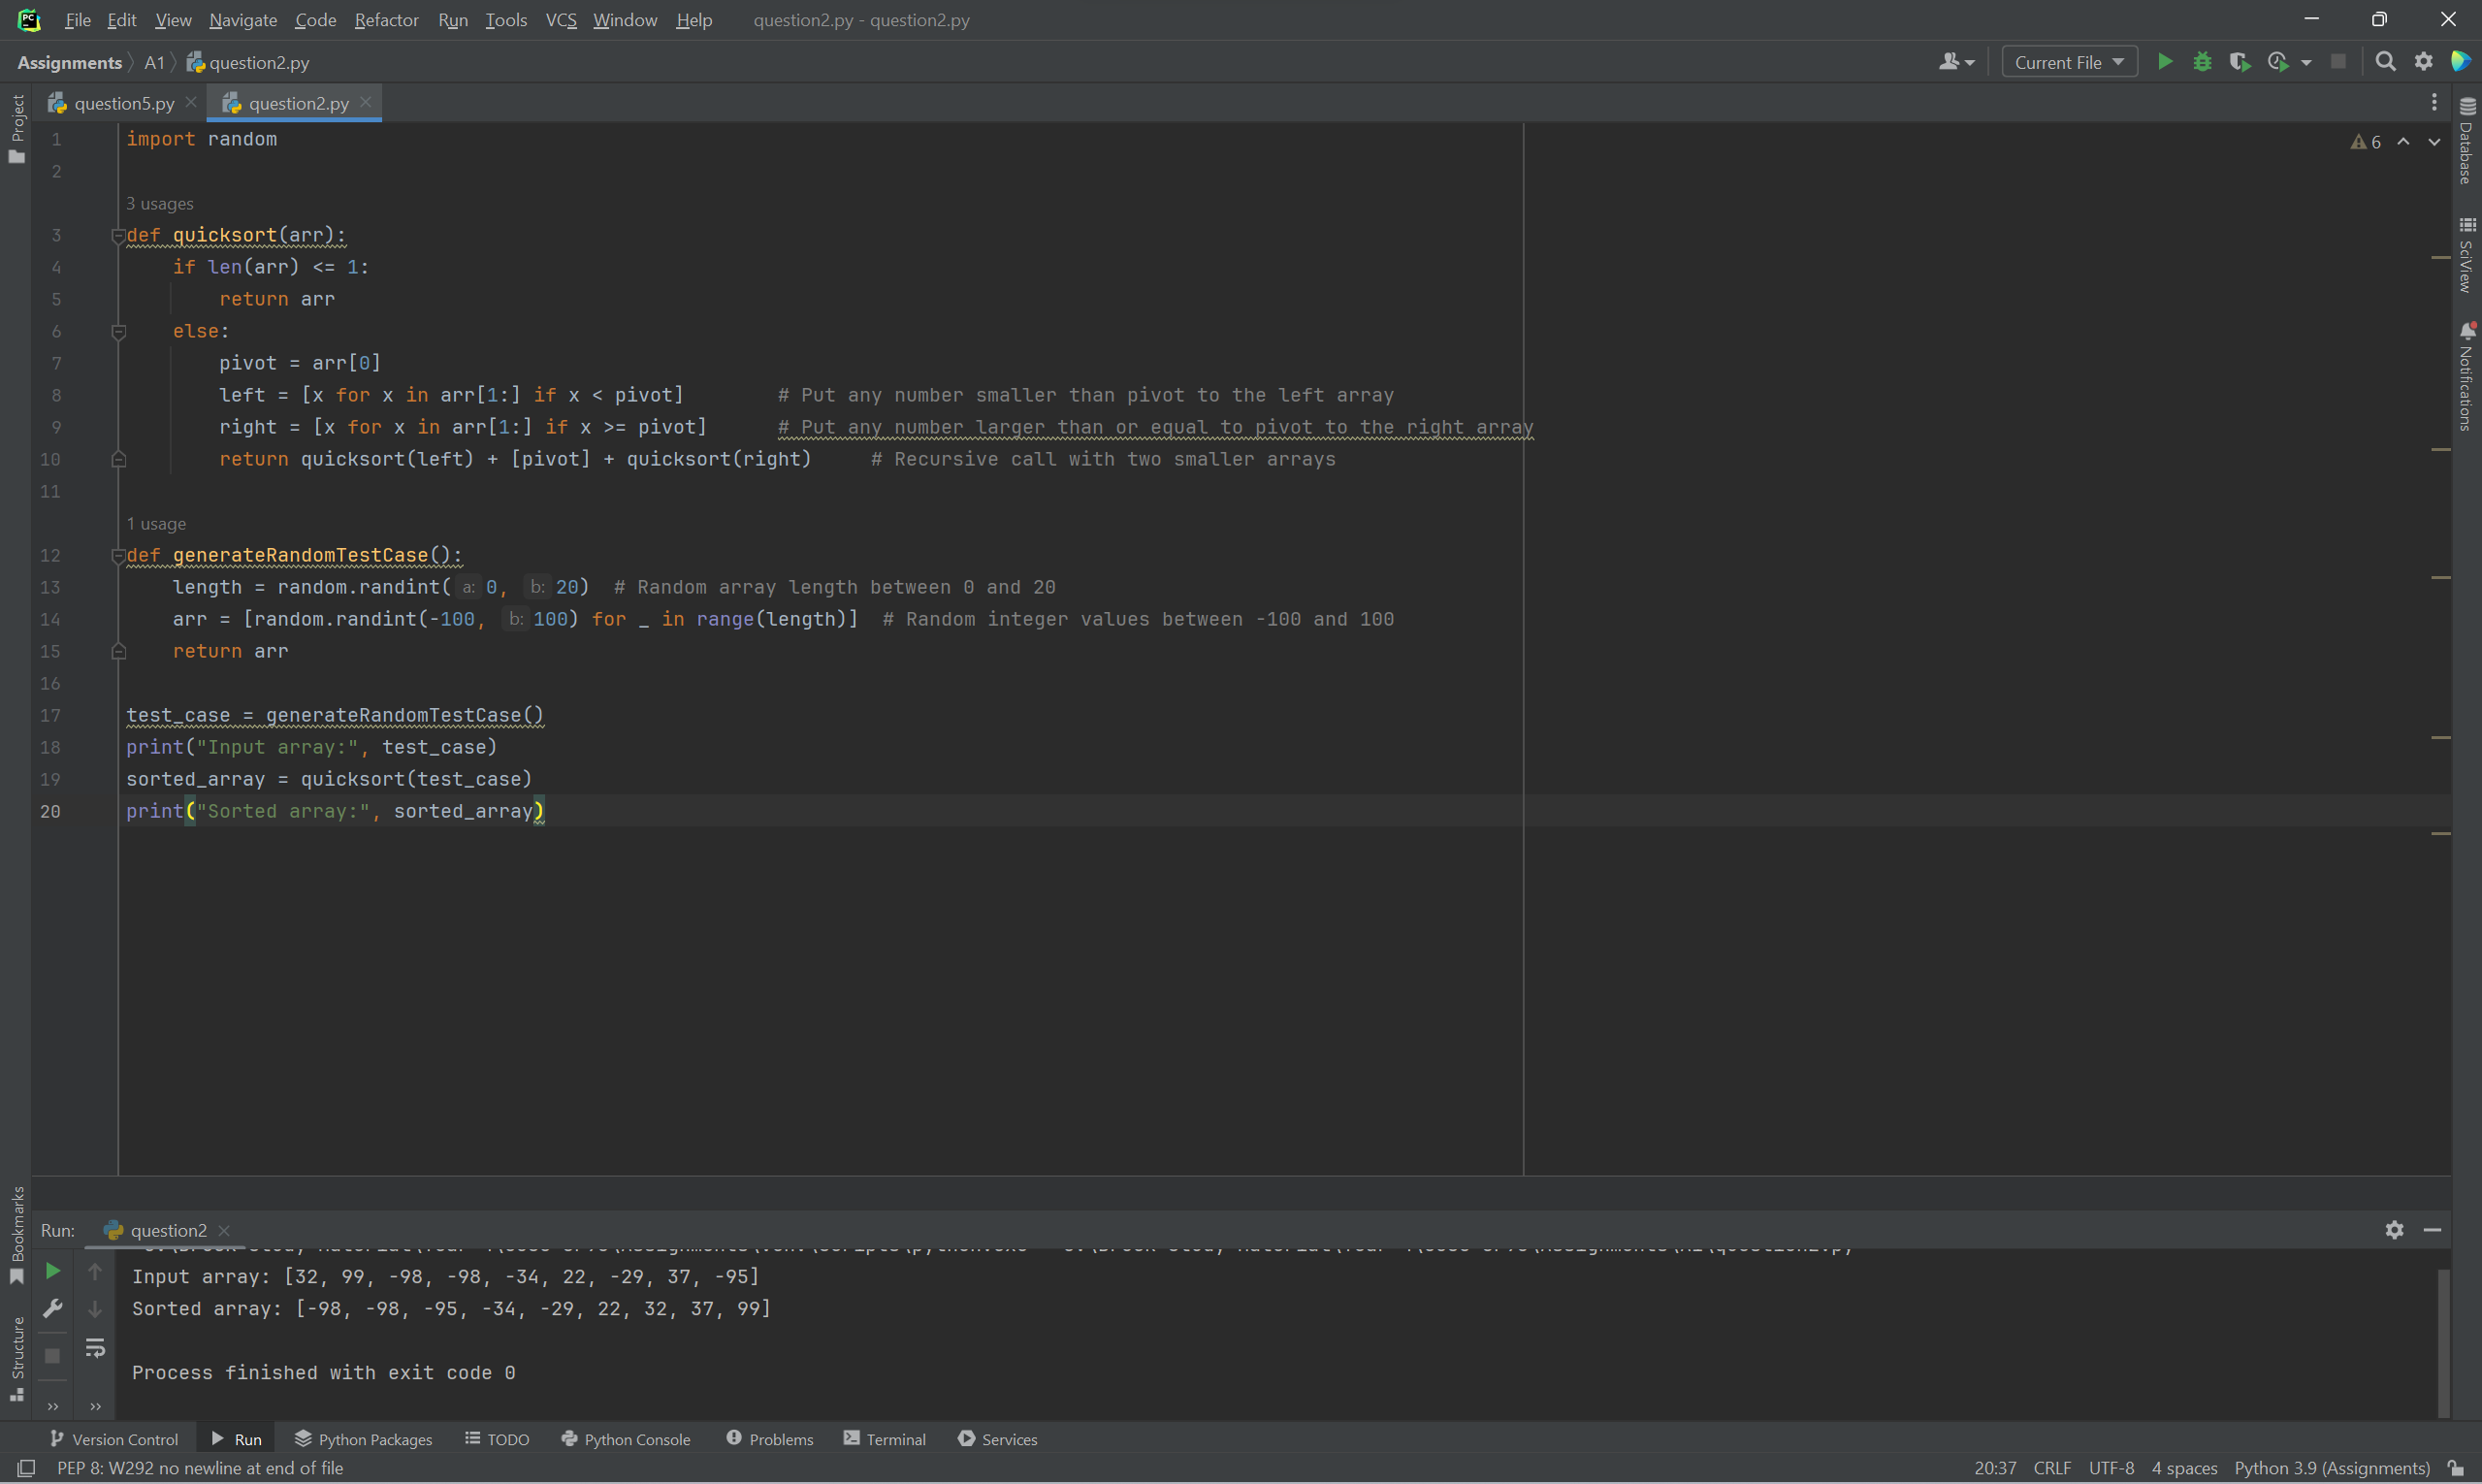 File Edit View Navigate Code Refactor Run Tools VCS Window Help question2.py - question2.py
Assignments A1 question2.py Current File
question5.py question2.py
Project
Database
SciView
Notifications
6
1 import random
2
3 usages
3 def quicksort(arr):
4 if len(arr) <= 1:
5 return arr
6 else:
7 pivot = arr[0]
8 left = [x for x in arr[1:] if x < pivot] # Put any number smaller than pivot to the left array
9 right = [x for x in arr[1:] if x >= pivot] # Put any number larger than or equal to pivot to the right array
10 return quicksort(left) + [pivot] + quicksort(right) # Recursive call with two smaller arrays
11
1 usage
12 def generateRandomTestCase():
13 length = random.randint( a: 0, b: 20) # Random array length between 0 and 20
14 arr = [random.randint(-100, b: 100) for _ in range(length)] # Random integer values between -100 and 100
15 return arr
16
17 test_case = generateRandomTestCase()
18 print("Input array:", test_case)
19 sorted_array = quicksort(test_case)
20 print("Sorted array:", sorted_array)
Bookmarks
Structure
Run: question2
Input array: [32, 99, -98, -98, -34, 22, -29, 37, -95]
Sorted array: [-98, -98, -95, -34, -29, 22, 32, 37, 99]
Process finished with exit code 0
Version Control Run Python Packages TODO Python Console Problems Terminal Services
PEP 8: W292 no newline at end of file 20:37 CRLF UTF-8 4 spaces Python 3.9 (Assignments)